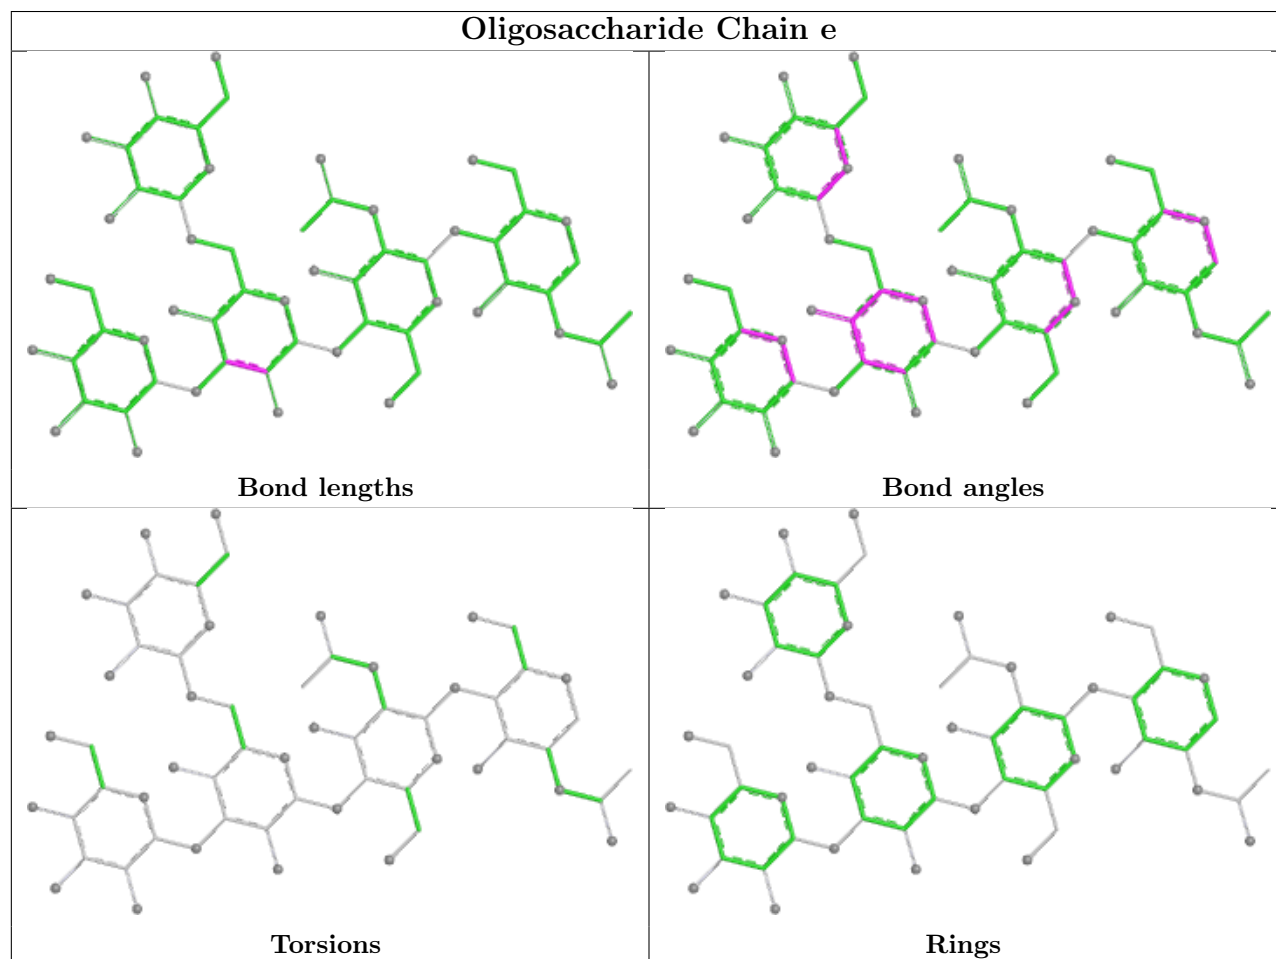 Oligosaccharide Chain e
Bond lengths
Bond angles
Torsions
Rings